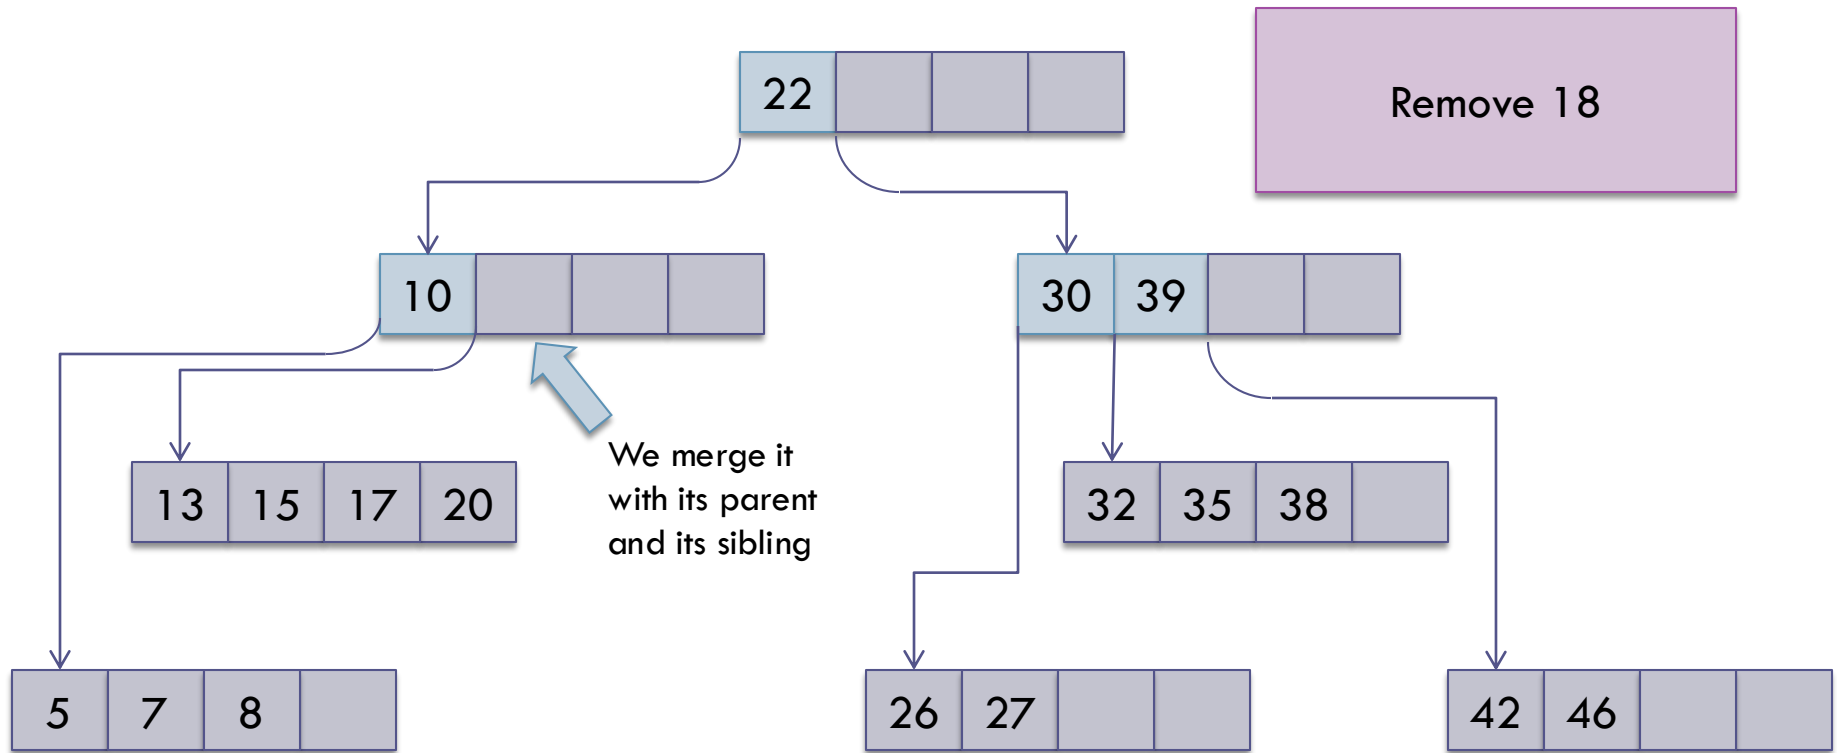 Remove 18
22
10
30 39
We merge it
with its parent
and its sibling
13 15 17 20
32 35 38
5 7 8
26 27
42 46